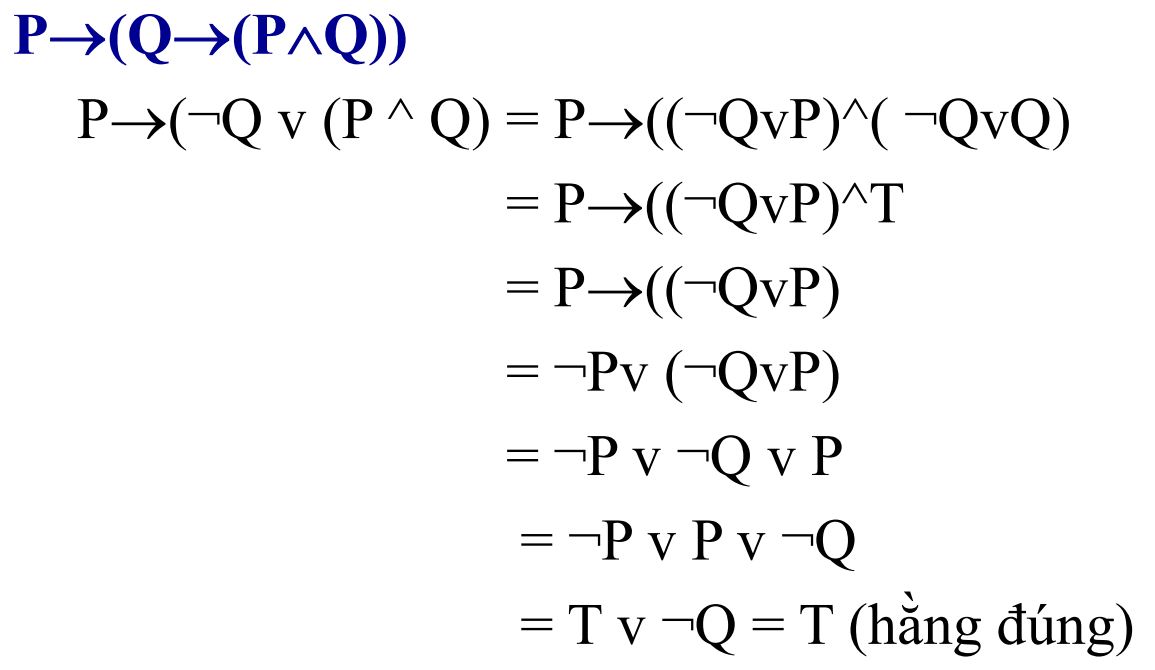 P→(Q→(P∧Q))
P→(¬Q v (P ^ Q) = P→((¬QvP)^( ¬QvQ)
= P→((¬QvP)^T
= P→((¬QvP)
= ¬Pv (¬QvP)
= ¬P v ¬Q v P
= ¬P v P v ¬Q
= T v ¬Q = T (hằng đúng)